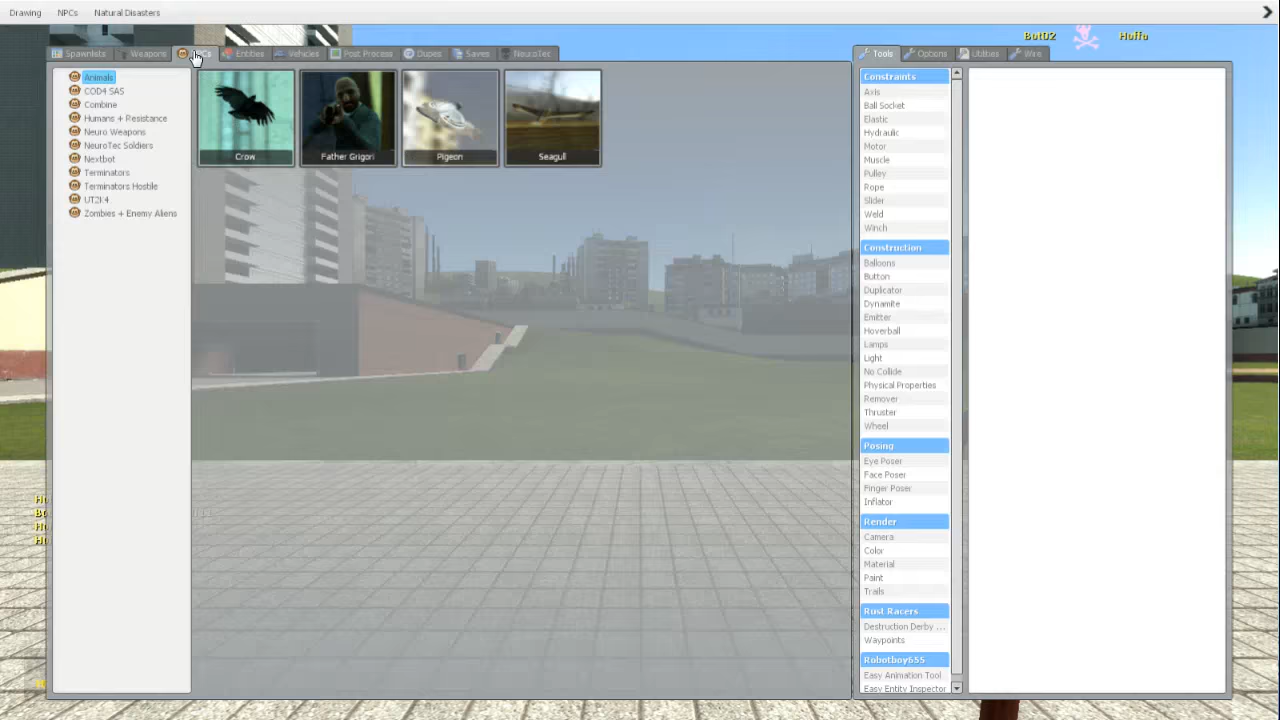 Drawing NPCs Natural Disasters
But02 Huffa
Spawnlists Weapons NPCs Entities Vehicles Post Process Dupes Saves NeuroTec
Tools Options Utilities Wire
Animals
COD4 SAS
Combine
Humans + Resistance
Neuro Weapons
NeuroTec Soldiers
Nextbot
Terminators
Terminators Hostile
UT2K4
Zombies + Enemy Aliens
Crow
Father Grigori
Pigeon
Seagull
Constraints
Axis
Ball Socket
Elastic
Hydraulic
Motor
Muscle
Pulley
Rope
Slider
Weld
Winch
Construction
Balloons
Button
Duplicator
Dynamite
Emitter
Hoverball
Lamps
Light
No Collide
Physical Properties
Remover
Thruster
Wheel
Posing
Eye Poser
Face Poser
Finger Poser
Inflator
Render
Camera
Color
Material
Paint
Trails
Rust Racers
Destruction Derby ...
Waypoints
Robotboy655
Easy Animation Tool
Easy Entity Inspector